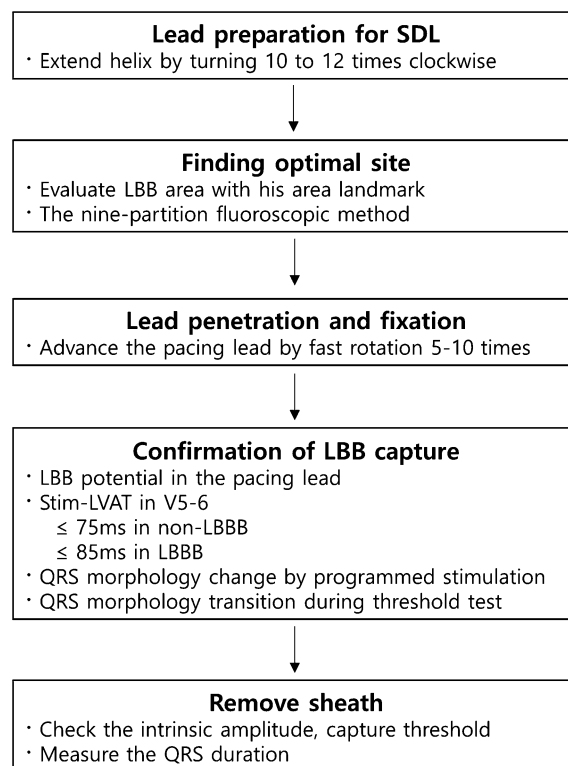 Lead preparation for SDL
· Extend helix by turning 10 to 12 times clockwise
Finding optimal site
· Evaluate LBB area with his area landmark
· The nine-partition fluoroscopic method
Lead penetration and fixation
· Advance the pacing lead by fast rotation 5-10 times
Confirmation of LBB capture
· LBB potential in the pacing lead
· Stim-LVAT in V5-6
≤ 75ms in non-LBBB
≤ 85ms in LBBB
· QRS morphology change by programmed stimulation
· QRS morphology transition during threshold test
Remove sheath
· Check the intrinsic amplitude, capture threshold
· Measure the QRS duration